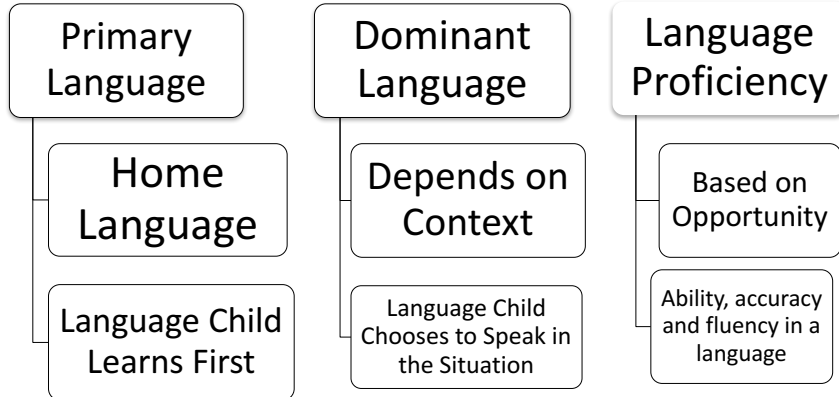 Primary
Language
Home
Language
Language Child
Learns First
Dominant
Language
Depends on
Context
Language Child
Chooses to Speak in
the Situation
Language
Proficiency
Based on
Opportunity
Ability, accuracy
and fluency in a
language